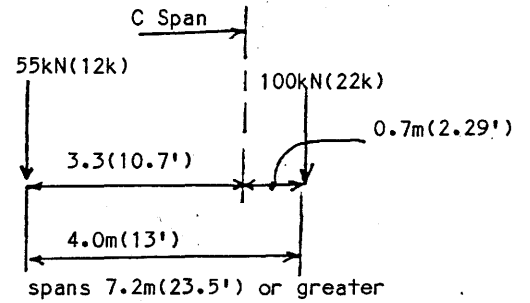 C Span
55kN(12k)
100kN(22k)
0.7m(2.29')
3.3(10.7')
4.0m(13')
spans 7.2m(23.5') or greater